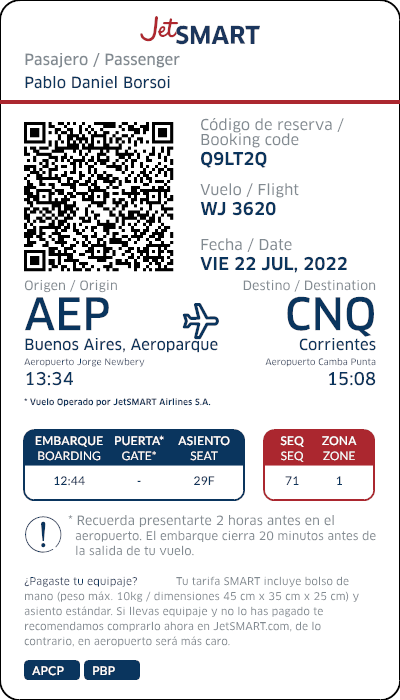 JetSMART
Pasajero / Passenger
Pablo Daniel Borsoi
Código de reserva /
Booking code
Q9LT2Q
Vuelo / Flight
WJ 3620
Fecha / Date
VIE 22 JUL, 2022
Origen / Origin
Destino / Destination
AEP
CNQ
Buenos Aires, Aeroparque
Corrientes
Aeropuerto Jorge Newbery
Aeropuerto Camba Punta
13:34
15:08
* Vuelo Operado por JetSMART Airlines S.A.
EMBARQUE PUERTA* ASIENTO
BOARDING GATE* SEAT
12:44 - 29F
SEQ ZONA
SEQ ZONE
71 1
! * Recuerda presentarte 2 horas antes en el
aeropuerto. El embarque cierra 20 minutos antes de
la salida de tu vuelo.
¿Pagaste tu equipaje? Tu tarifa SMART incluye bolso de
mano (peso máx. 10kg / dimensiones 45 cm x 35 cm x 25 cm) y
asiento estándar. Si llevas equipaje y no lo has pagado te
recomendamos comprarlo ahora en JetSMART.com, de lo
contrario, en aeropuerto será más caro.
APCP PBP